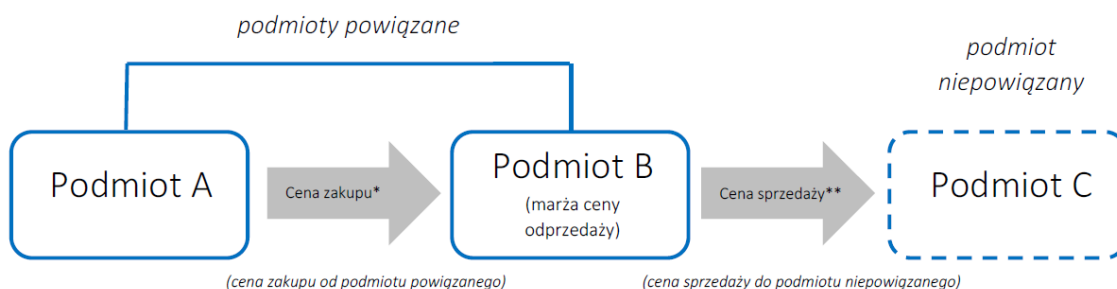 podmioty powiązane
podmiot
niepowiązany
Podmiot A
Cena zakupu*
Podmiot B
(marża ceny
odprzedaży)
Cena sprzedaży**
Podmiot C
(cena zakupu od podmiotu powiązanego)
(cena sprzedaży do podmiotu niepowiązanego)